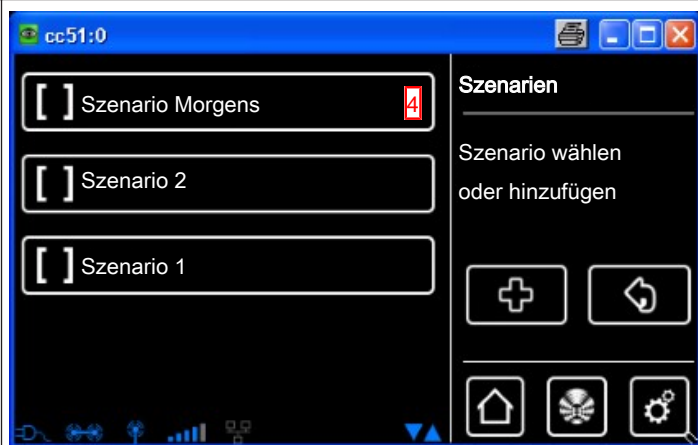 cc51:0
Szenario Morgens 4
Szenario 2
Szenario 1
Szenarien
Szenario wählen
oder hinzufügen